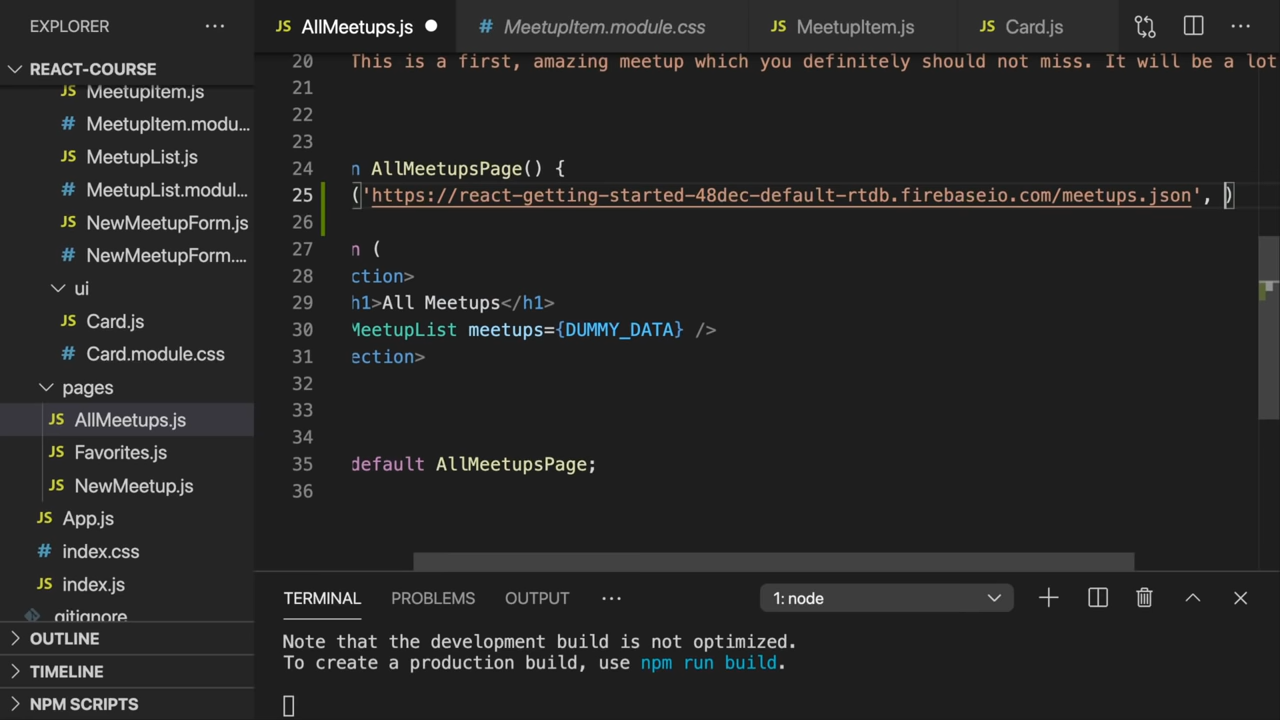 EXPLORER
JS AllMeetups.js
# MeetupItem.module.css
JS MeetupItem.js
JS Card.js
REACT-COURSE
JS MeetupItem.js
# MeetupItem.modu...
JS MeetupList.js
# MeetupList.modul...
JS NewMeetupForm.js
# NewMeetupForm....
ui
JS Card.js
# Card.module.css
pages
JS AllMeetups.js
JS Favorites.js
JS NewMeetup.js
JS App.js
# index.css
JS index.js
.gitignore
OUTLINE
TIMELINE
NPM SCRIPTS
20 This is a first, amazing meetup which you definitely should not miss. It will be a lot
21
22
23
24 n AllMeetupsPage() {
25 ('https://react-getting-started-48dec-default-rtdb.firebaseio.com/meetups.json', )
26
27 n (
28 ction>
29 h1>All Meetups</h1>
30 MeetupList meetups={DUMMY_DATA} />
31 ection>
32
33
34
35 default AllMeetupsPage;
36
TERMINAL PROBLEMS OUTPUT ... 1: node
Note that the development build is not optimized.
To create a production build, use npm run build.